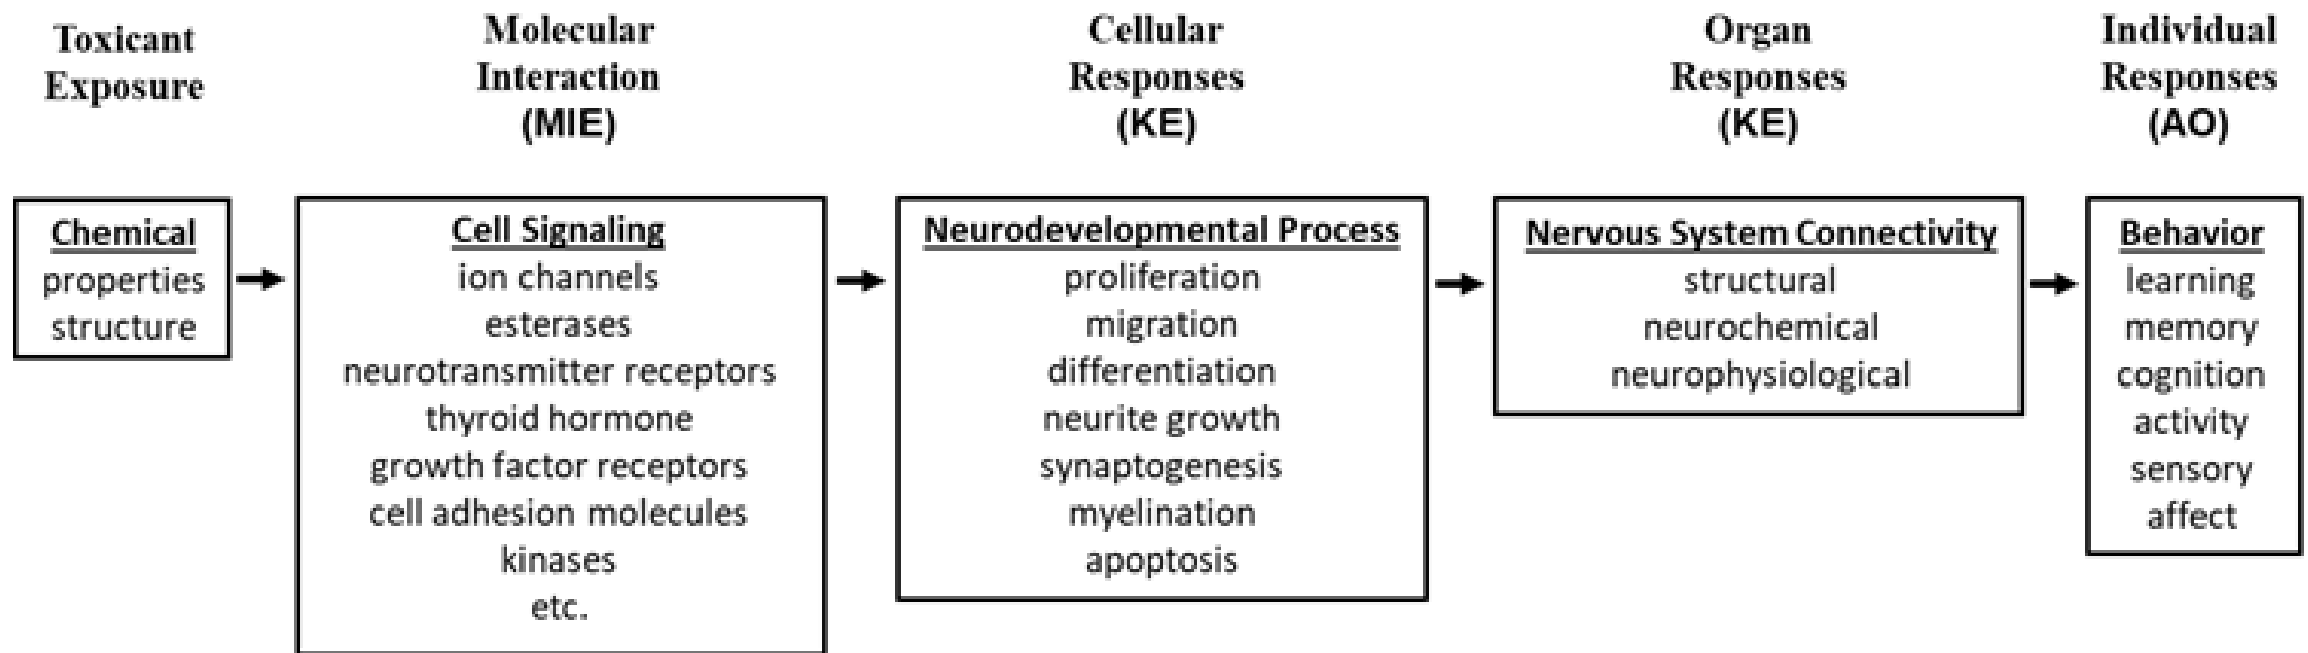 Toxicant
Exposure
Molecular
Interaction
(MIE)
Cellular
Responses
(KE)
Organ
Responses
(KE)
Individual
Responses
(AO)
Chemical
properties
structure
Cell Signaling
ion channels
esterases
neurotransmitter receptors
thyroid hormone
growth factor receptors
cell adhesion molecules
kinases
etc.
Neurodevelopmental Process
proliferation
migration
differentiation
neurite growth
synaptogenesis
myelination
apoptosis
Nervous System Connectivity
structural
neurochemical
neurophysiological
Behavior
learning
memory
cognition
activity
sensory
affect